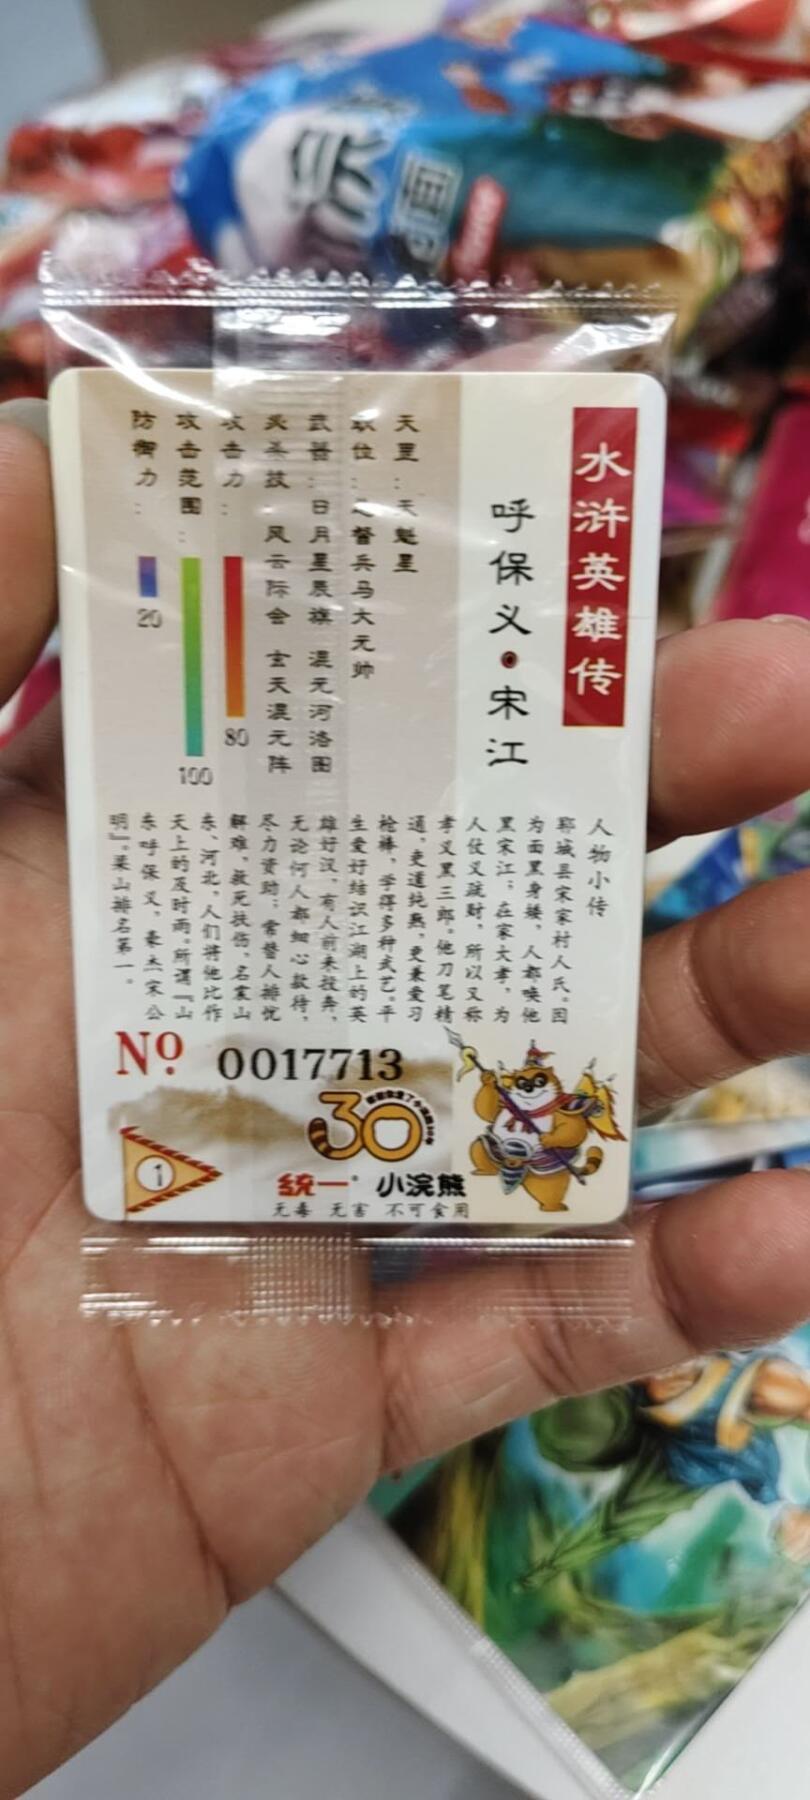 水浒英雄传
呼保义·宋江
天星：天魁星
职位：总督兵马大元帅
武器：日月星辰旗 混元河洛图
必杀技：风云际会 玄天混元阵
攻击力：80
攻击范围：100
防御力：20
人物小传
郓城县宋家村人氏。因
为面黑身矮，人都唤他
黑宋江；在家大孝，为
人仗义疏财，所以又称
孝义黑三郎。他刀笔精
通，吏道纯熟，更兼爱习
枪棒，学得多种武艺。平
生爱好结识江湖上的英
雄好汉，有人前来投奔，
无论何人都细心款待，
尽力资助；常替人排忧
解难，救死扶伤，名震山
东、河北，人们将他比作
天上的及时雨。所谓『山
东呼保义，豪杰宋公
明』。梁山排名第一。
No. 0017713
30
1
统一 小浣熊
无毒 无害 不可食用